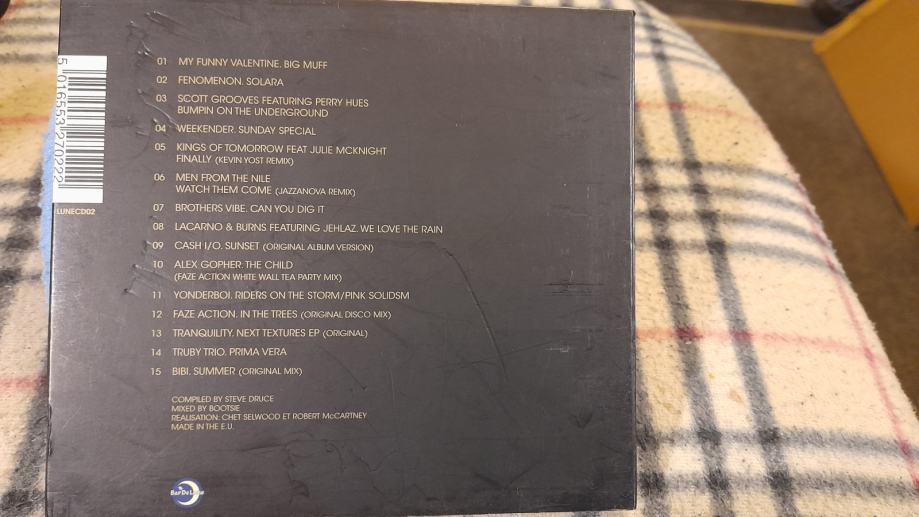 01 MY FUNNY VALENTINE. BIG MUFF
02 FENOMENON. SOLARA
03 SCOTT GROOVES FEATURING PERRY HUES
BUMPIN ON THE UNDERGROUND
04 WEEKENDER. SUNDAY SPECIAL
05 KINGS OF TOMORROW FEAT JULIE MCKNIGHT
FINALLY (KEVIN YOST REMIX)
06 MEN FROM THE NILE
WATCH THEM COME (JAZZANOVA REMIX)
07 BROTHERS VIBE. CAN YOU DIG IT
08 LACARNO & BURNS FEATURING JEHLAZ. WE LOVE THE RAIN
09 CASH I/O. SUNSET (ORIGINAL ALBUM VERSION)
10 ALEX GOPHER. THE CHILD
(FAZE ACTION WHITE WALL TEA PARTY MIX)
11 YONDERBOI. RIDERS ON THE STORM/PINK SOLIDSM
12 FAZE ACTION. IN THE TREES (ORIGINAL DISCO MIX)
13 TRANQUILITY. NEXT TEXTURES EP (ORIGINAL)
14 TRUBY TRIO. PRIMA VERA
15 BIBI. SUMMER (ORIGINAL MIX)
COMPILED BY STEVE DRUCE
MIXED BY BOOTSIE
REALISATION: CHET SELWOOD ET ROBERT McCARTNEY
MADE IN THE E.U.
5 016553 270222
LUNECD02
Bar De Lune